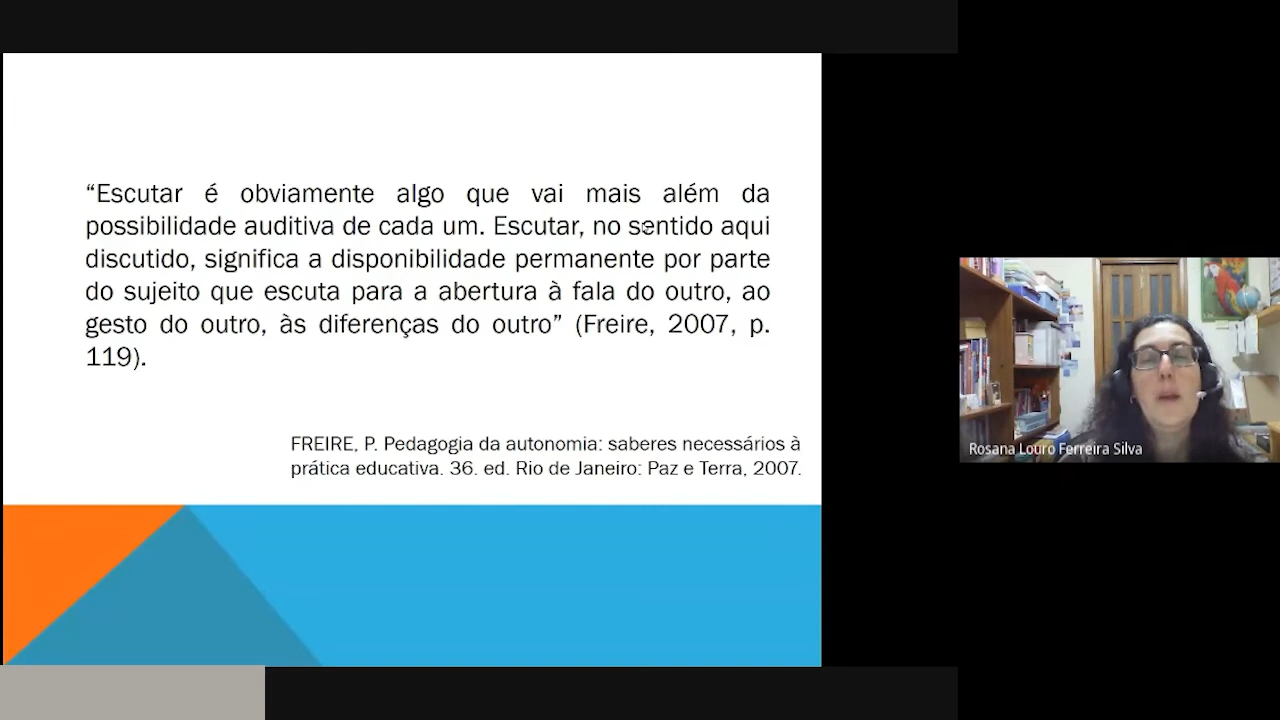 “Escutar é obviamente algo que vai mais além da
possibilidade auditiva de cada um. Escutar, no sentido aqui
discutido, significa a disponibilidade permanente por parte
do sujeito que escuta para a abertura à fala do outro, ao
gesto do outro, às diferenças do outro” (Freire, 2007, p.
119).
FREIRE, P. Pedagogia da autonomia: saberes necessários à
prática educativa. 36. ed. Rio de Janeiro: Paz e Terra, 2007.
Rosana Louro Ferreira Silva